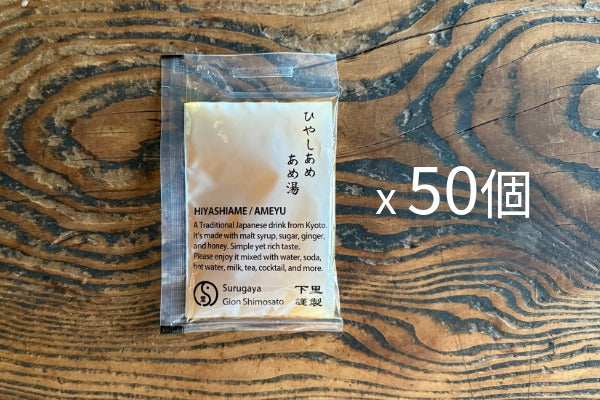 ひやしあめ
あめ湯
HIYASHIAME / AMEYU
A Traditional Japanese drink from Kyoto.
It's made with malt syrup, sugar, ginger,
and honey. Simple yet rich taste.
Please enjoy it mixed with water, soda,
hot water, milk, tea, cocktail, and more.
Surugaya
Gion Shimosato
下里
謹製
x 50個